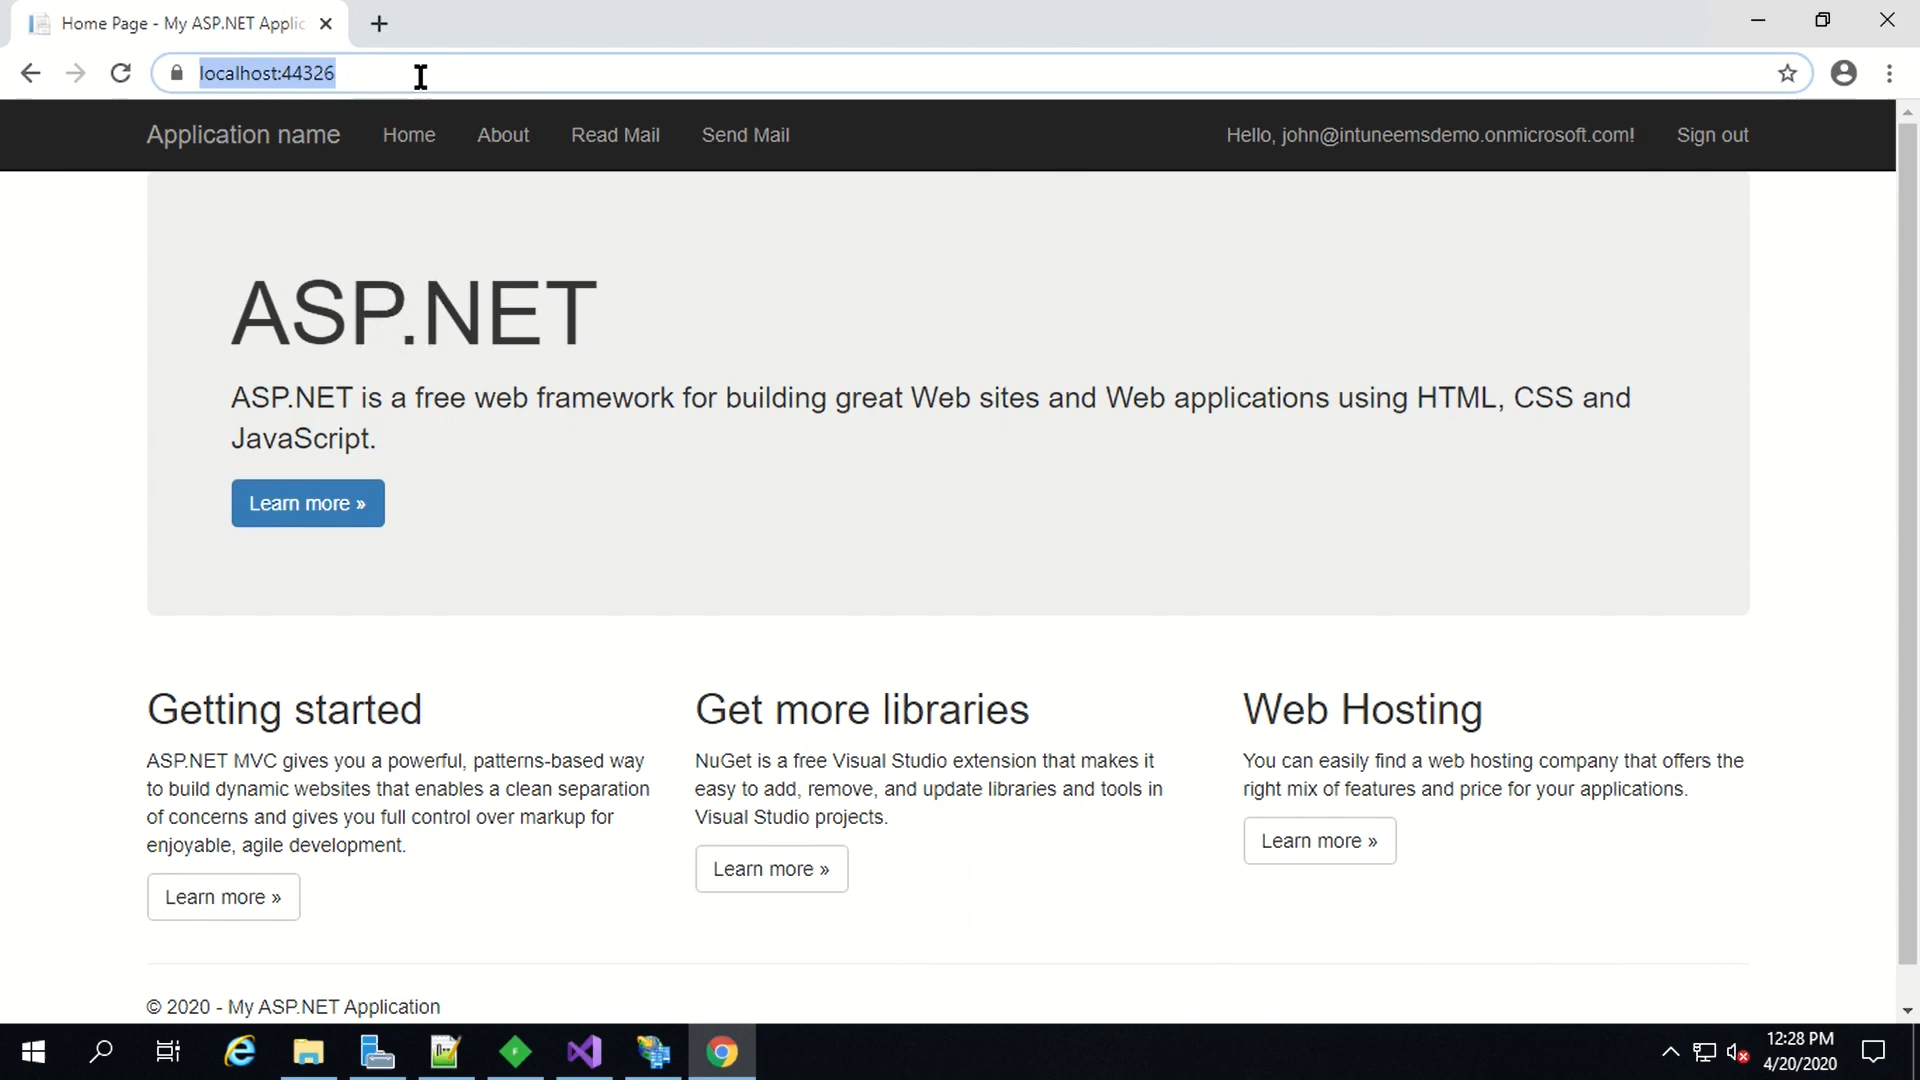 Home Page - My ASP.NET Applic
localhost:44326
Application name
Home
About
Read Mail
Send Mail
Hello, john@intuneemsdemo.onmicrosoft.com!
Sign out
ASP.NET
ASP.NET is a free web framework for building great Web sites and Web applications using HTML, CSS and
JavaScript.
Learn more »
Getting started
ASP.NET MVC gives you a powerful, patterns-based way
to build dynamic websites that enables a clean separation
of concerns and gives you full control over markup for
enjoyable, agile development.
Learn more »
Get more libraries
NuGet is a free Visual Studio extension that makes it
easy to add, remove, and update libraries and tools in
Visual Studio projects.
Learn more »
Web Hosting
You can easily find a web hosting company that offers the
right mix of features and price for your applications.
Learn more »
© 2020 - My ASP.NET Application
12:28 PM
4/20/2020